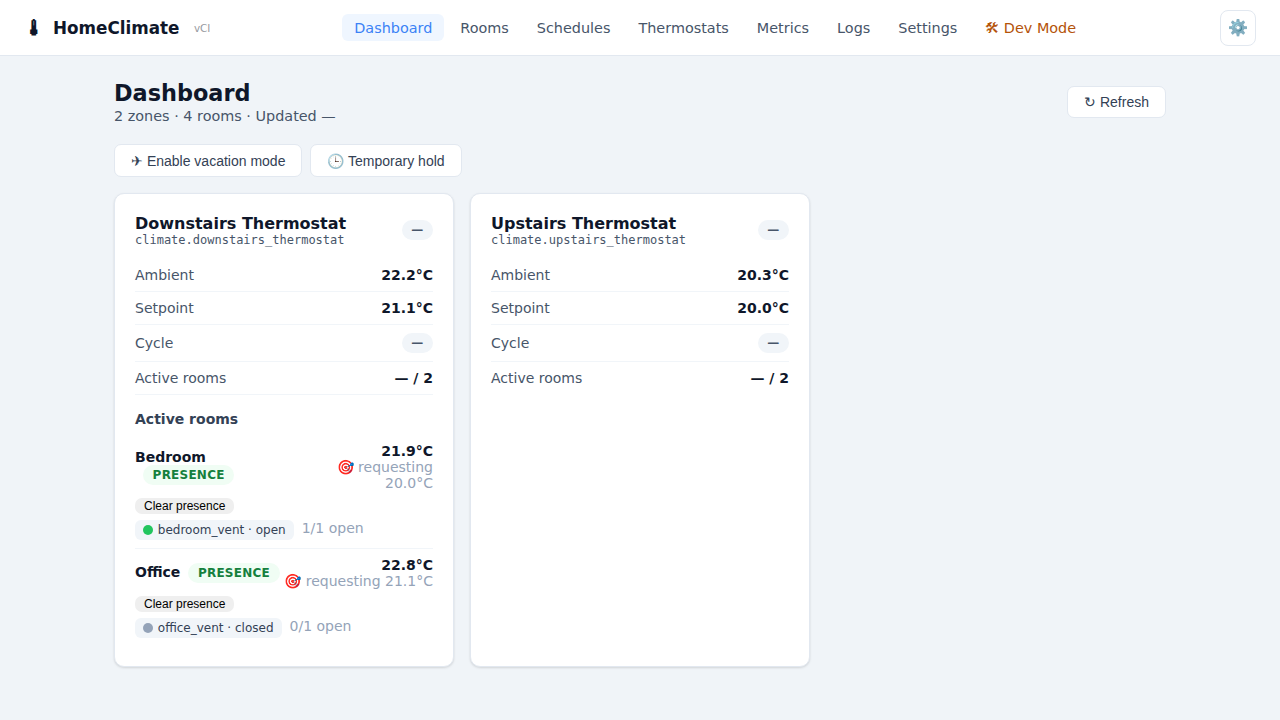 HomeClimate vCI
Dashboard Rooms Schedules Thermostats Metrics Logs Settings 🛠 Dev Mode
Dashboard
2 zones · 4 rooms · Updated —
↻ Refresh
✈ Enable vacation mode
🕒 Temporary hold
Downstairs Thermostat —
climate.downstairs_thermostat
Ambient 22.2°C
Setpoint 21.1°C
Cycle —
Active rooms — / 2
Active rooms
Bedroom PRESENCE
21.9°C
🎯 requesting
20.0°C
Clear presence
bedroom_vent · open 1/1 open
Office PRESENCE
22.8°C
🎯 requesting 21.1°C
Clear presence
office_vent · closed 0/1 open
Upstairs Thermostat —
climate.upstairs_thermostat
Ambient 20.3°C
Setpoint 20.0°C
Cycle —
Active rooms — / 2